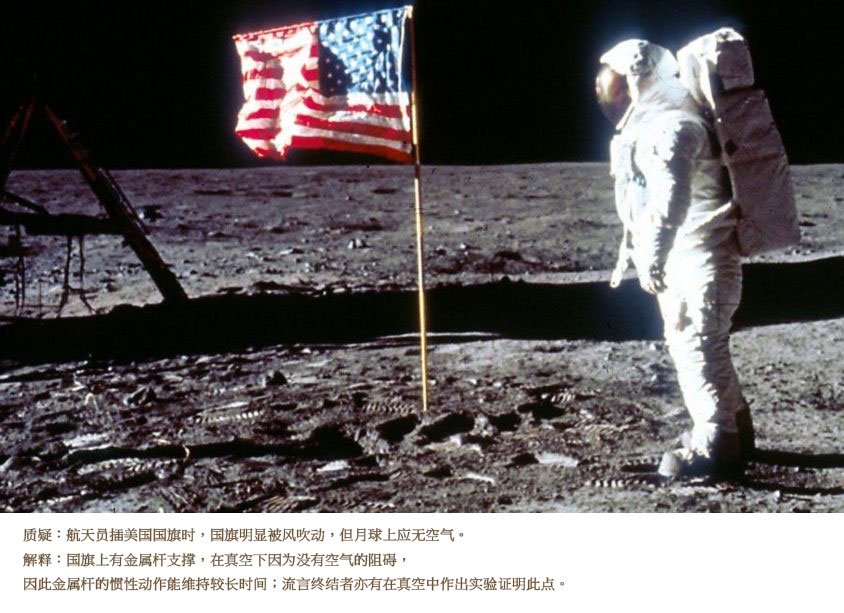 质疑：航天员插美国国旗时，国旗明显被风吹动，但月球上应无空气。
解释：国旗上有金属杆支撑，在真空下因为没有空气的阻碍，
因此金属杆的惯性动作能维持较长时间；流言终结者亦有在真空中作出实验证明此点。